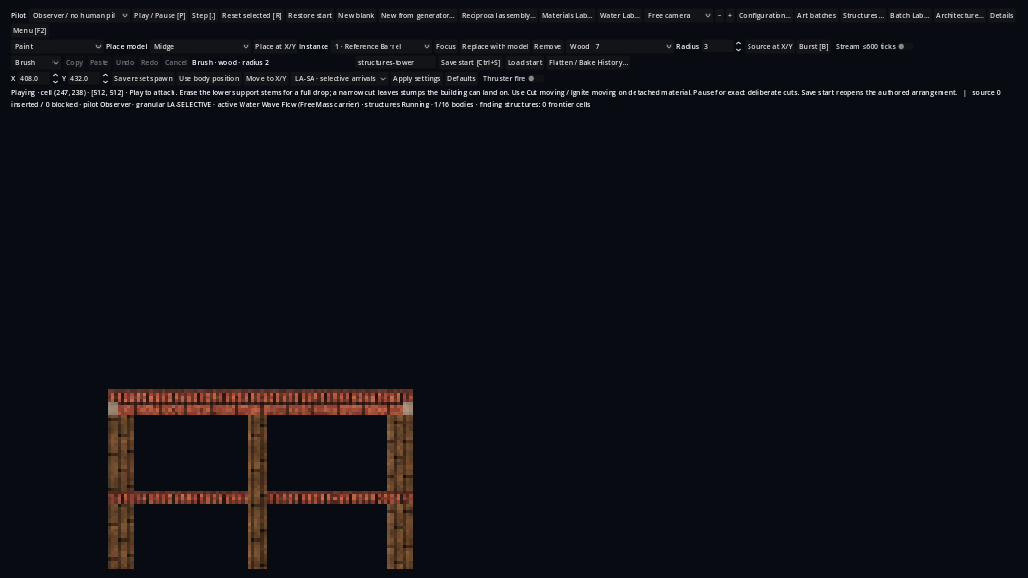 Pilot Observer / no human pil Play / Pause [P] Step [.] Reset selected [R] Restore start New blank New from generator... Reciprocal assembly... Materials Lab... Water Lab... Free camera − + Configuration... Art batches Structures... Batch Lab... Architecture... Details
Menu [F2]
Paint Place model Midge Place at X/Y Instance 1 · Reference Barrel Focus Replace with model Remove Wood 7 Radius 3 Source at X/Y Burst [B] Stream ≤600 ticks
Brush Copy Paste Undo Redo Cancel Brush · wood · radius 2 structures-tower Save start [Ctrl+S] Load start Flatten / Bake History...
X 408.0 Y 432.0 Save reset spawn Use body position Move to X/Y LA-SA · selective arrivals Apply settings Defaults Thruster fire
Playing · cell (247, 238) · [512, 512] · Play to attach. Erase the lower support stems for a full drop; a narrow cut leaves stumps the building can land on. Use Cut moving / Ignite moving on detached material. Pause for exact deliberate cuts. Save start reopens the authored arrangement. | source 0
inserted / 0 blocked · pilot Observer · granular LA-SELECTIVE · active Water Wave Flow (Free Mass carrier) · structures Running · 1/16 bodies · finding structures: 0 frontier cells